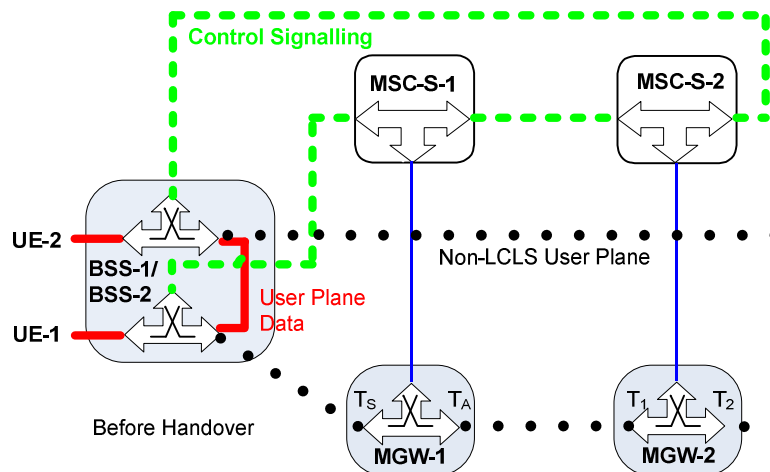 Control Signalling
MSC-S-1
MSC-S-2
UE-2
BSS-1/
BSS-2
Non-LCLS User Plane
User Plane
Data
UE-1
Before Handover
TS
TA
T1
T2
MGW-1
MGW-2